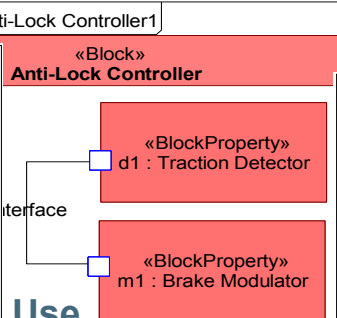 ti-Lock Controller1
«Block»
Anti-Lock Controller
«BlockProperty»
d1 : Traction Detector
nterface
«BlockProperty»
m1 : Brake Modulator
Use